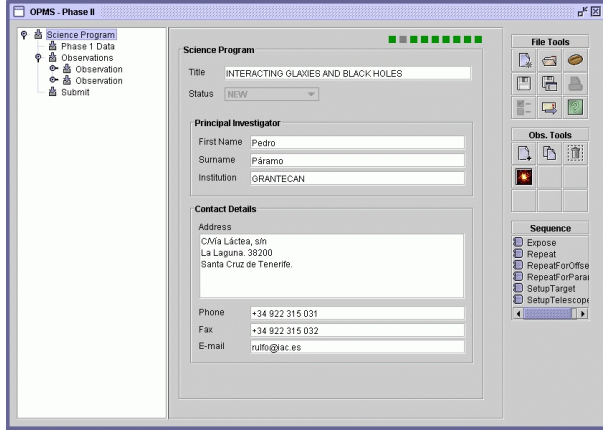 OPMS - Phase II
Science Program
Phase 1 Data
Observations
Observation
Observation
Submit
Science Program
Title INTERACTING GLAXIES AND BLACK HOLES
Status NEW
Principal Investigator
First Name Pedro
Surname Páramo
Institution GRANTECAN
Contact Details
Address
C/Vía Láctea, s/n
La Laguna. 38200
Santa Cruz de Tenerife.
Phone +34 922 315 031
Fax +34 922 315 032
E-mail rulfo@iac.es
File Tools
Obs. Tools
Sequence
Expose
Repeat
RepeatForOffse
RepeatForParar
SetupTarget
SetupTelescope